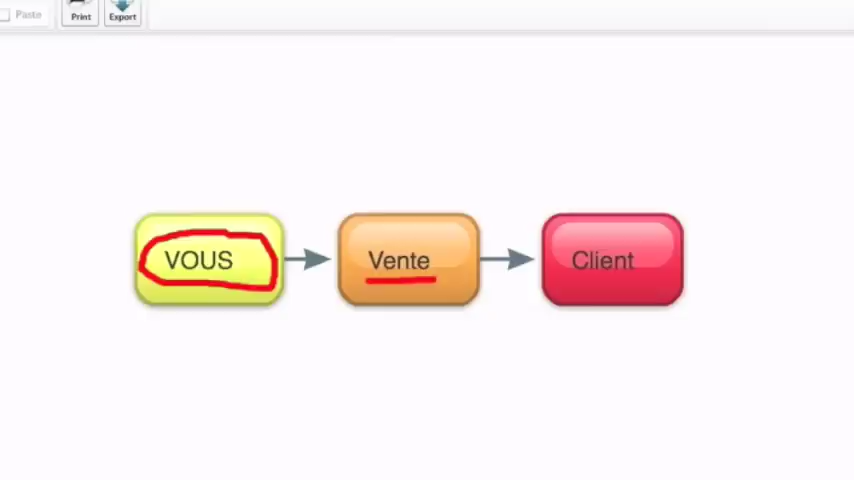 Paste
Print
Export
VOUS
Vente
Client